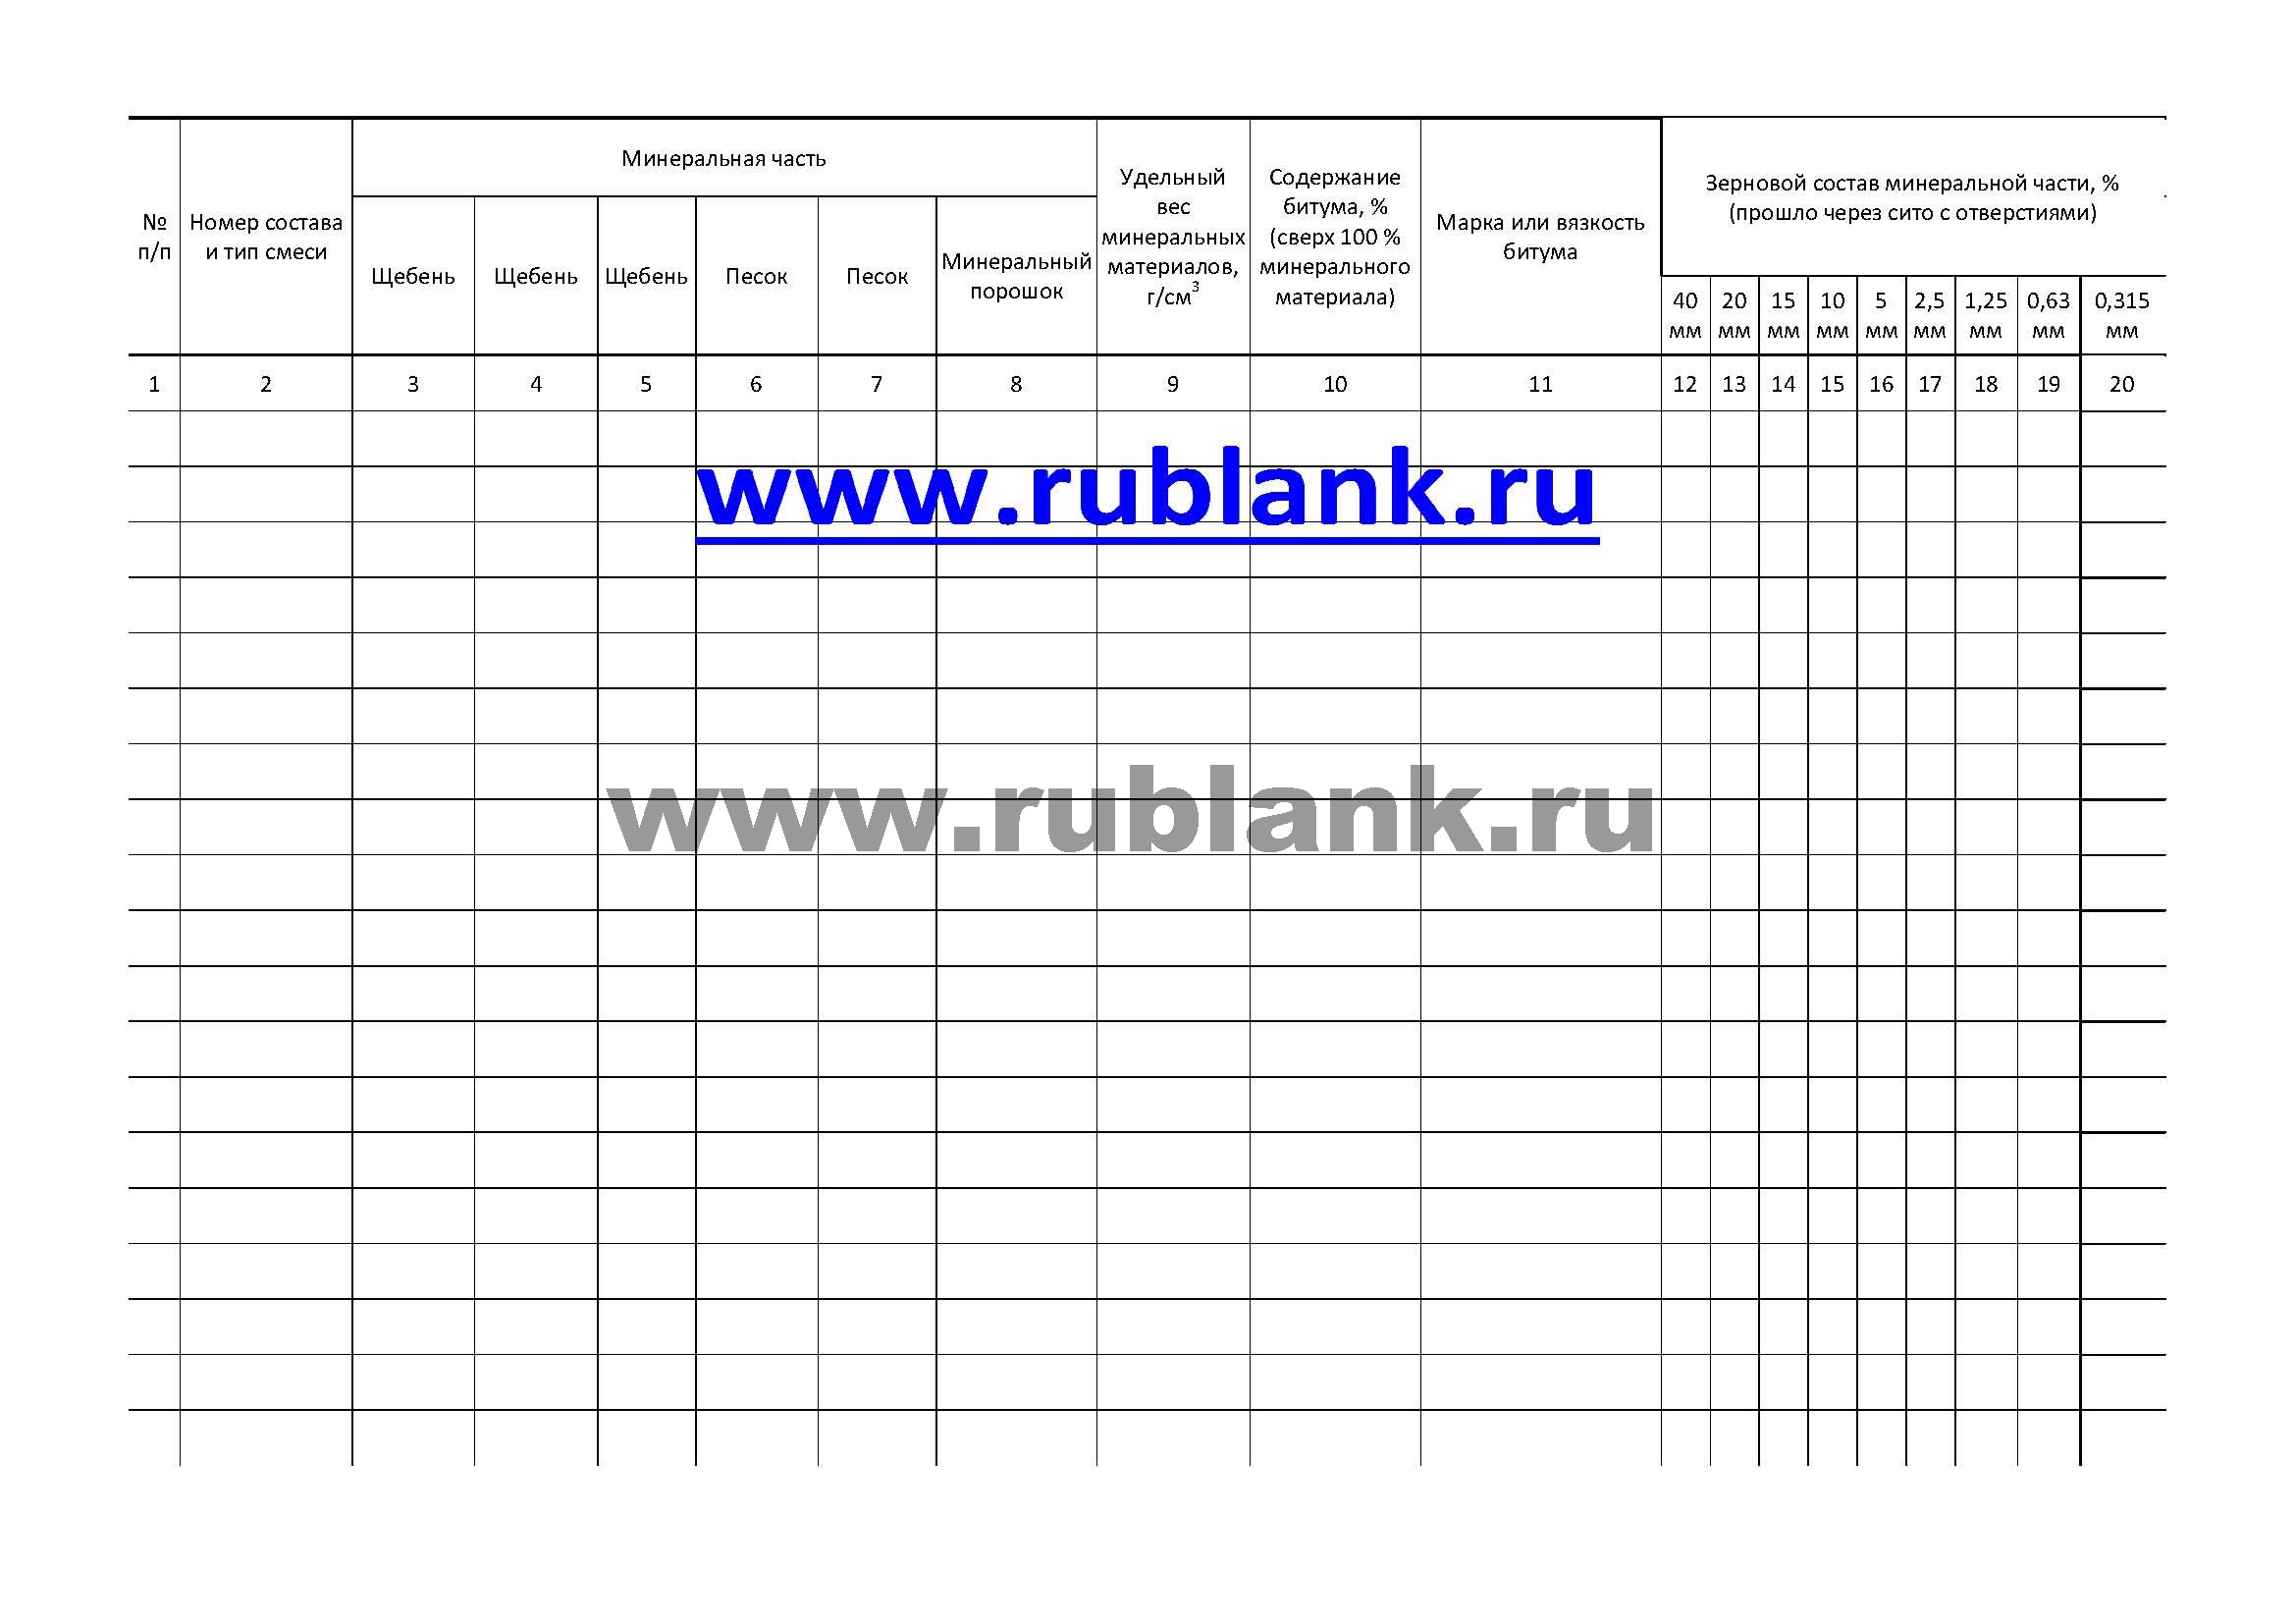 Минеральная часть
№
п/п
Номер состава
и тип смеси
Щебень
Щебень
Щебень
Песок
Песок
Минеральный
порошок
Удельный
вес
минеральных
материалов,
г/см³
Содержание
битума, %
(сверх 100 %
минерального
материала)
Марка или вязкость
битума
Зерновой состав минеральной части, %
(прошло через сито с отверстиями)
40
мм
20
мм
15
мм
10
мм
5
мм
2,5
мм
1,25
мм
0,63
мм
0,315
мм
1 2 3 4 5 6 7 8 9 10 11 12 13 14 15 16 17 18 19 20
www.rublank.ru
www.rublank.ru